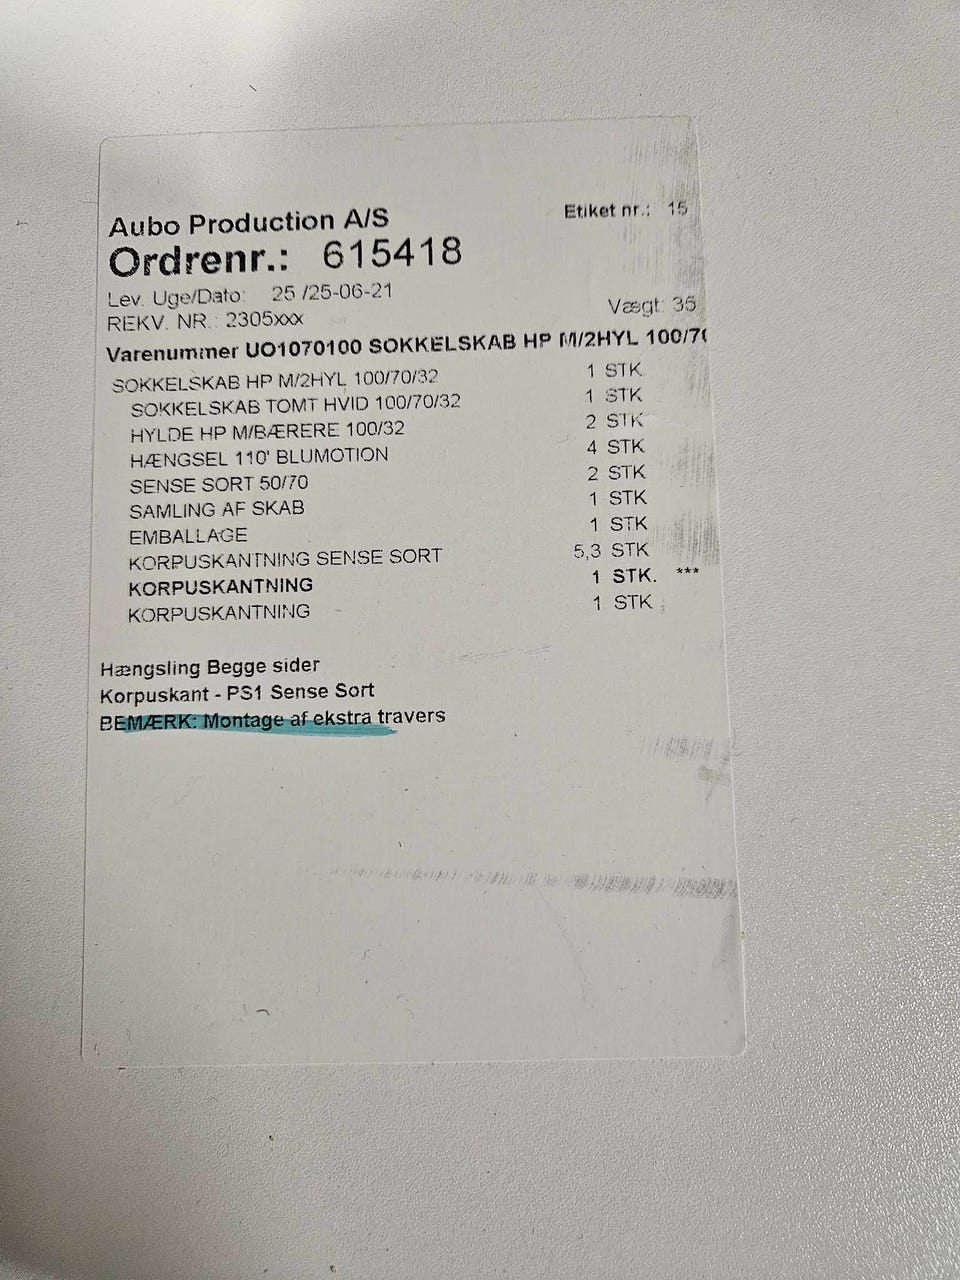 Aubo Production A/S
Etiket nr.: 15
Ordrenr.: 615418
Lev. Uge/Dato: 25 /25-06-21
Vægt: 35
REKV. NR.: 2305xxx
Varenummer UO1070100 SOKKELSKAB HP M/2HYL 100/70
SOKKELSKAB HP M/2HYL 100/70/32 1 STK.
SOKKELSKAB TOMT HVID 100/70/32 1 STK
HYLDE HP M/BÆRERE 100/32 2 STK
HÆNGSEL 110' BLUMOTION 4 STK
SENSE SORT 50/70 2 STK
SAMLING AF SKAB 1 STK
EMBALLAGE 1 STK
KORPUSKANTNING SENSE SORT 5,3 STK
KORPUSKANTNING 1 STK. ***
KORPUSKANTNING 1 STK
Hængsling Begge sider
Korpuskant - PS1 Sense Sort
BEMÆRK: Montage af ekstra travers